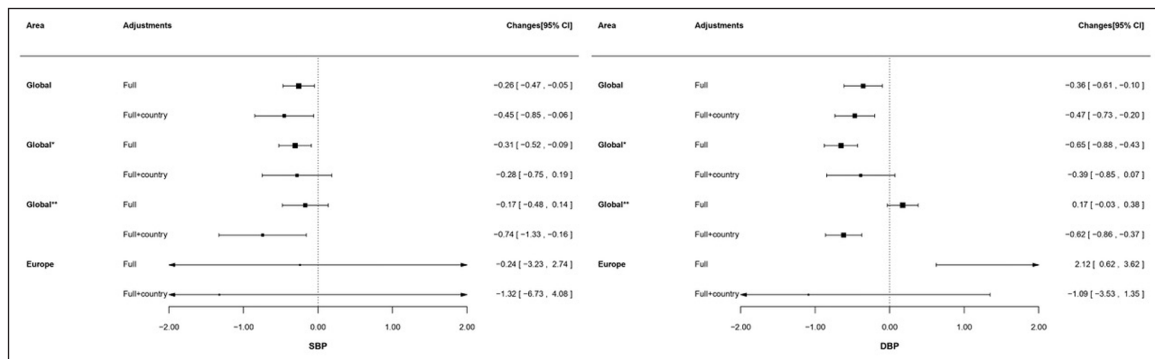 Area Adjustments Changes[95% CI]
Global Full −0.26 [ −0.47 , −0.05 ]
Full+country −0.45 [ −0.85 , −0.06 ]
Global* Full −0.31 [ −0.52 , −0.09 ]
Full+country −0.28 [ −0.75 , 0.19 ]
Global** Full −0.17 [ −0.48 , 0.14 ]
Full+country −0.74 [ −1.33 , −0.16 ]
Europe Full −0.24 [ −3.23 , 2.74 ]
Full+country −1.32 [ −6.73 , 4.08 ]
−2.00 −1.00 0.00 1.00 2.00
SBP
Area Adjustments Changes[95% CI]
Global Full −0.36 [ −0.61 , −0.10 ]
Full+country −0.47 [ −0.73 , −0.20 ]
Global* Full −0.65 [ −0.88 , −0.43 ]
Full+country −0.39 [ −0.85 , 0.07 ]
Global** Full 0.17 [ −0.03 , 0.38 ]
Full+country −0.62 [ −0.86 , −0.37 ]
Europe Full 2.12 [ 0.62 , 3.62 ]
Full+country −1.09 [ −3.53 , 1.35 ]
−2.00 −1.00 0.00 1.00 2.00
DBP